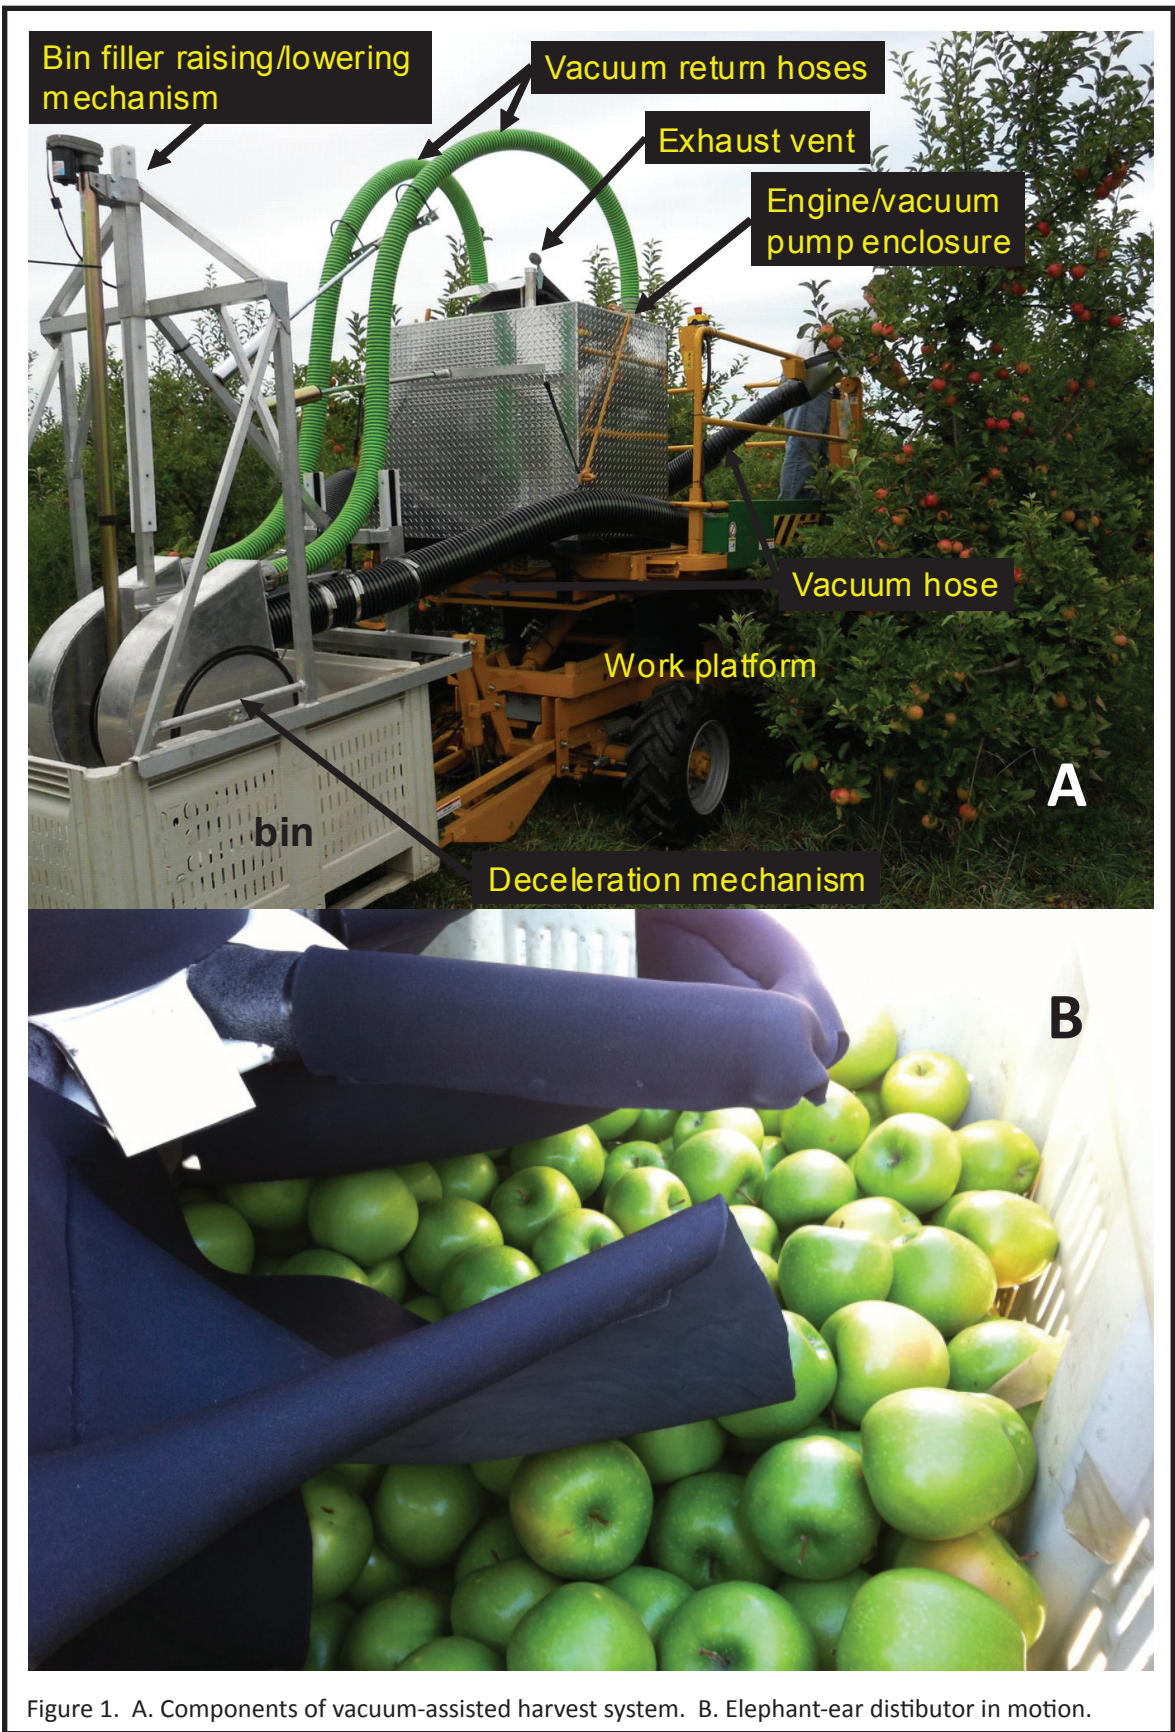 Bin filler raising/lowering
mechanism
Vacuum return hoses
Exhaust vent
Engine/vacuum
pump enclosure
Vacuum hose
Work platform
A
bin
Deceleration mechanism
B
Figure 1.  A. Components of vacuum-assisted harvest system.  B. Elephant-ear distibutor in motion.